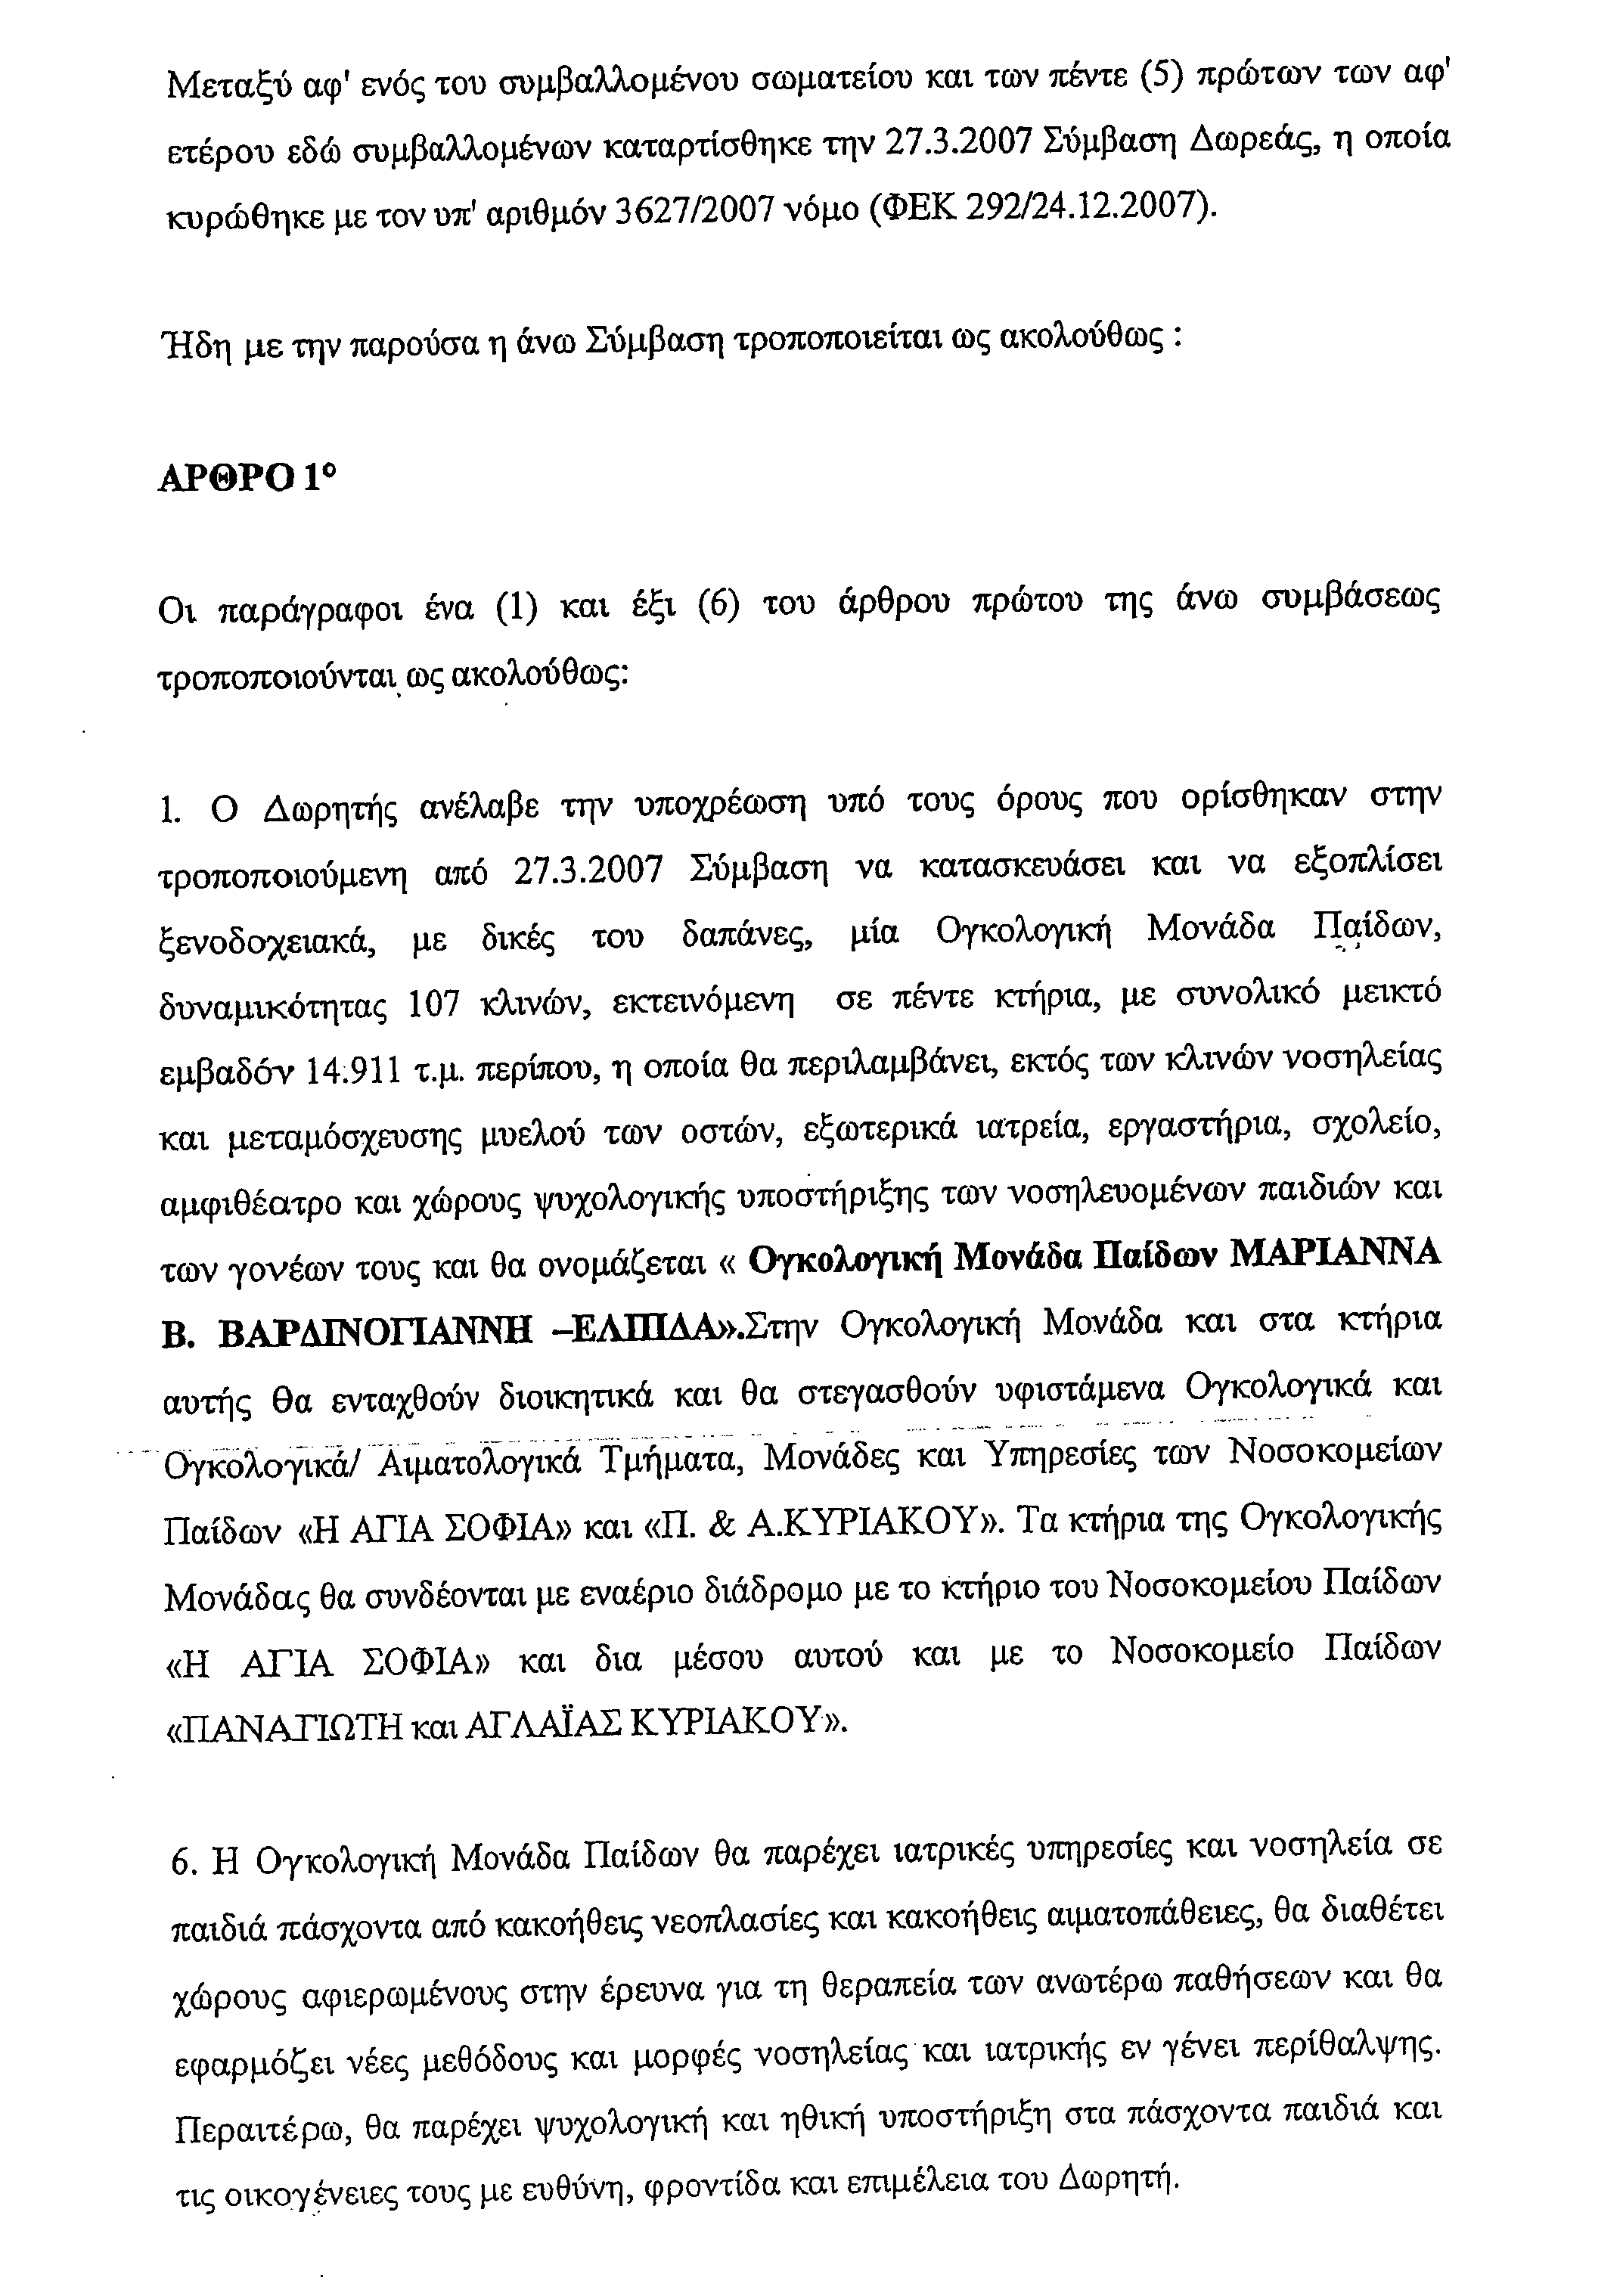 Μεταξύ αφ' ενός του συμβαλλομένου σωματείου και των πέντε (5) πρώτων των αφ'
ετέρου εδώ συμβαλλομένων καταρτίσθηκε την 27.3.2007 Σύμβαση Δωρεάς, η οποία
κυρώθηκε με τον υπ' αριθμόν 3627/2007 νόμο (ΦΕΚ 292/24.12.2007).
Ήδη με την παρούσα η άνω Σύμβαση τροποποιείται ως ακολούθως :
ΑΡΘΡΟ 1ο
Οι παράγραφοι ένα (1) και έξι (6) του άρθρου πρώτου της άνω συμβάσεως
τροποποιούνται ως ακολούθως:
1. Ο Δωρητής ανέλαβε την υποχρέωση υπό τους όρους που ορίσθηκαν στην
τροποποιούμενη από 27.3.2007 Σύμβαση να κατασκευάσει και να εξοπλίσει
ξενοδοχειακά, με δικές του δαπάνες, μία Ογκολογική Μονάδα Παίδων,
δυναμικότητας 107 κλινών, εκτεινόμενη σε πέντε κτήρια, με συνολικό μεικτό
εμβαδόν 14.911 τ.μ. περίπου, η οποία θα περιλαμβάνει, εκτός των κλινών νοσηλείας
και μεταμόσχευσης μυελού των οστών, εξωτερικά ιατρεία, εργαστήρια, σχολείο,
αμφιθέατρο και χώρους ψυχολογικής υποστήριξης των νοσηλευομένων παιδιών και
των γονέων τους και θα ονομάζεται « Ογκολογική Μονάδα Παίδων ΜΑΡΙΑΝΝΑ
Β. ΒΑΡΔΙΝΟΓΙΑΝΝΗ –ΕΛΠΙΔΑ».Στην Ογκολογική Μονάδα και στα κτήρια
αυτής θα ενταχθούν διοικητικά και θα στεγασθούν υφιστάμενα Ογκολογικά και
Ογκολογικά/ Αιματολογικά Τμήματα, Μονάδες και Υπηρεσίες των Νοσοκομείων
Παίδων «Η ΑΓΙΑ ΣΟΦΙΑ» και «Π. & Α.ΚΥΡΙΑΚΟΥ». Τα κτήρια της Ογκολογικής
Μονάδας θα συνδέονται με εναέριο διάδρομο με το κτήριο του Νοσοκομείου Παίδων
«Η ΑΓΙΑ ΣΟΦΙΑ» και δια μέσου αυτού και με το Νοσοκομείο Παίδων
«ΠΑΝΑΓΙΩΤΗ και ΑΓΛΑΪΑΣ ΚΥΡΙΑΚΟΥ».
6. Η Ογκολογική Μονάδα Παίδων θα παρέχει ιατρικές υπηρεσίες και νοσηλεία σε
παιδιά πάσχοντα από κακοήθεις νεοπλασίες και κακοήθεις αιματοπάθειες, θα διαθέτει
χώρους αφιερωμένους στην έρευνα για τη θεραπεία των ανωτέρω παθήσεων και θα
εφαρμόζει νέες μεθόδους και μορφές νοσηλείας και ιατρικής εν γένει περίθαλψης.
Περαιτέρω, θα παρέχει ψυχολογική και ηθική υποστήριξη στα πάσχοντα παιδιά και
τις οικογένειες τους με ευθύνη, φροντίδα και επιμέλεια του Δωρητή.